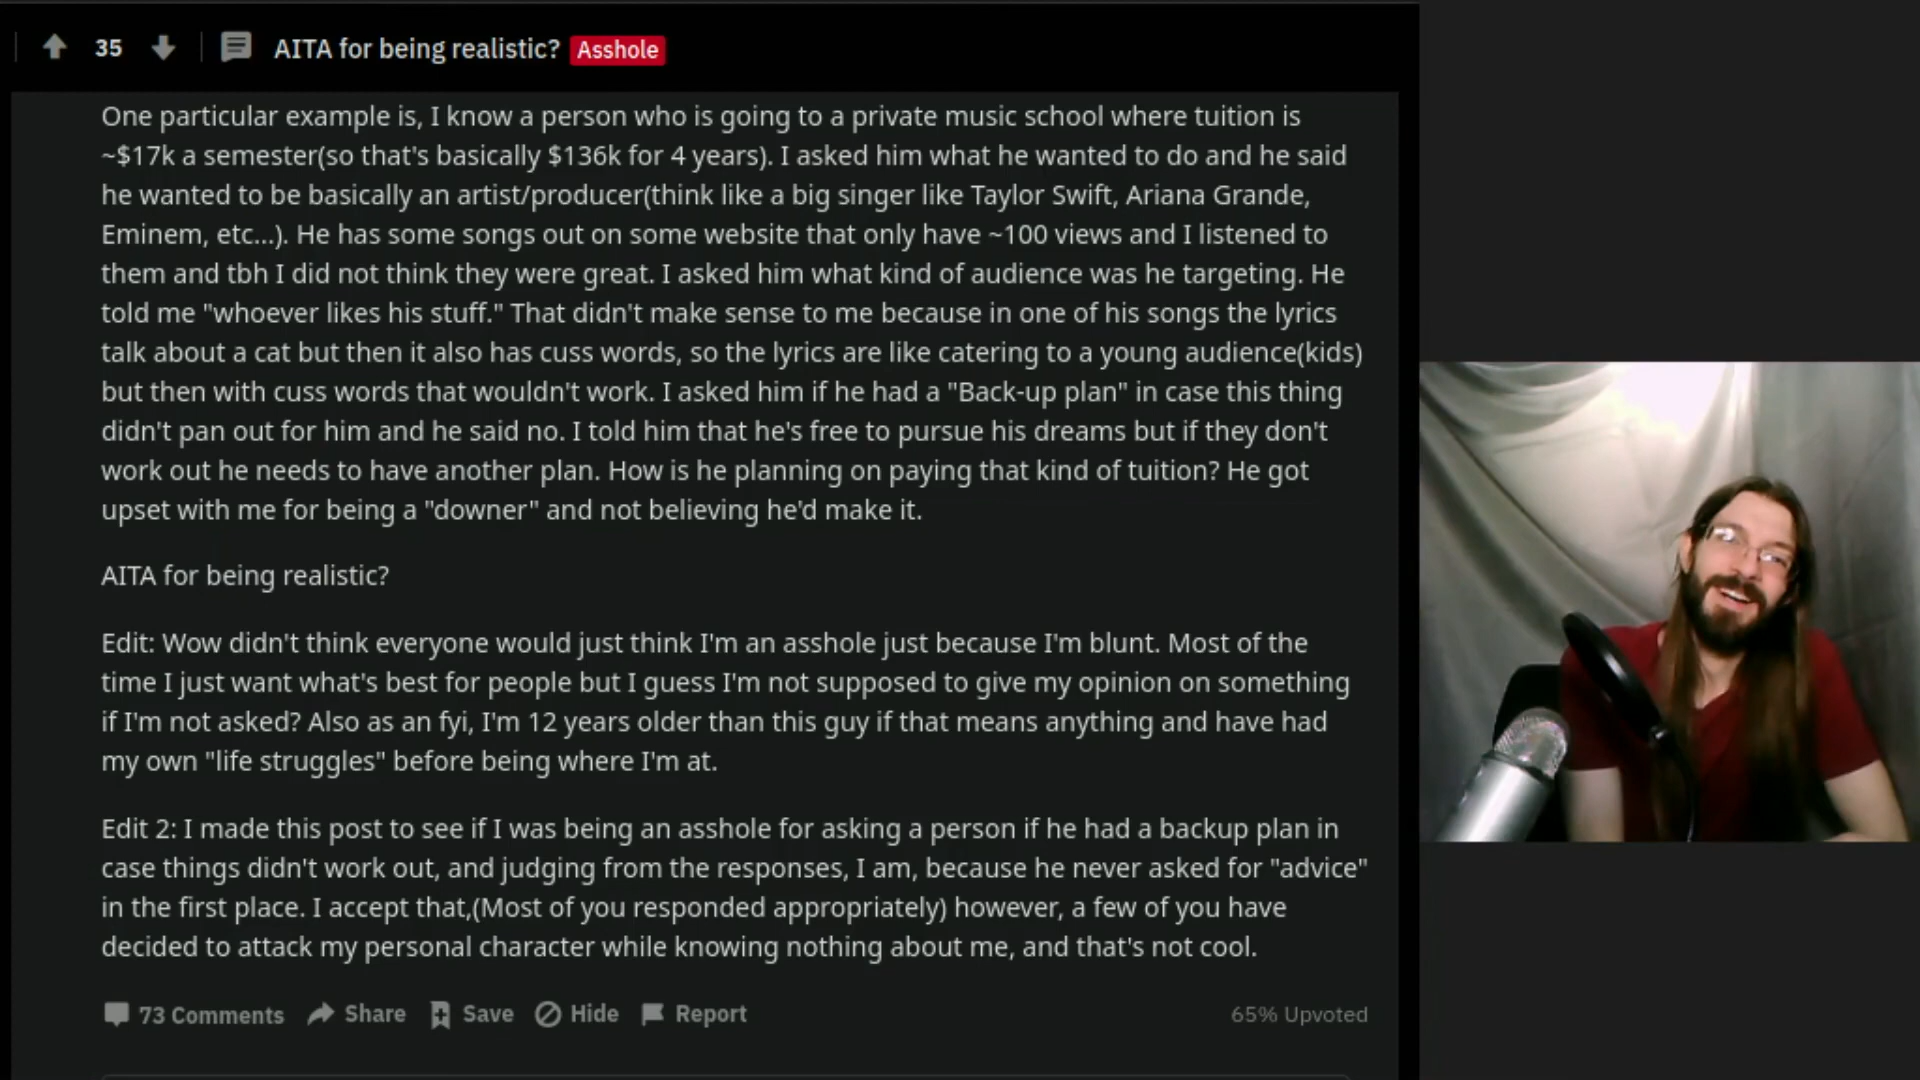 35 AITA for being realistic? Asshole
One particular example is, I know a person who is going to a private music school where tuition is
~$17k a semester(so that's basically $136k for 4 years). I asked him what he wanted to do and he said
he wanted to be basically an artist/producer(think like a big singer like Taylor Swift, Ariana Grande,
Eminem, etc...). He has some songs out on some website that only have ~100 views and I listened to
them and tbh I did not think they were great. I asked him what kind of audience was he targeting. He
told me "whoever likes his stuff." That didn't make sense to me because in one of his songs the lyrics
talk about a cat but then it also has cuss words, so the lyrics are like catering to a young audience(kids)
but then with cuss words that wouldn't work. I asked him if he had a "Back-up plan" in case this thing
didn't pan out for him and he said no. I told him that he's free to pursue his dreams but if they don't
work out he needs to have another plan. How is he planning on paying that kind of tuition? He got
upset with me for being a "downer" and not believing he'd make it.
AITA for being realistic?
Edit: Wow didn't think everyone would just think I'm an asshole just because I'm blunt. Most of the
time I just want what's best for people but I guess I'm not supposed to give my opinion on something
if I'm not asked? Also as an fyi, I'm 12 years older than this guy if that means anything and have had
my own "life struggles" before being where I'm at.
Edit 2: I made this post to see if I was being an asshole for asking a person if he had a backup plan in
case things didn't work out, and judging from the responses, I am, because he never asked for "advice"
in the first place. I accept that,(Most of you responded appropriately) however, a few of you have
decided to attack my personal character while knowing nothing about me, and that's not cool.
73 Comments Share Save Hide Report 65% Upvoted